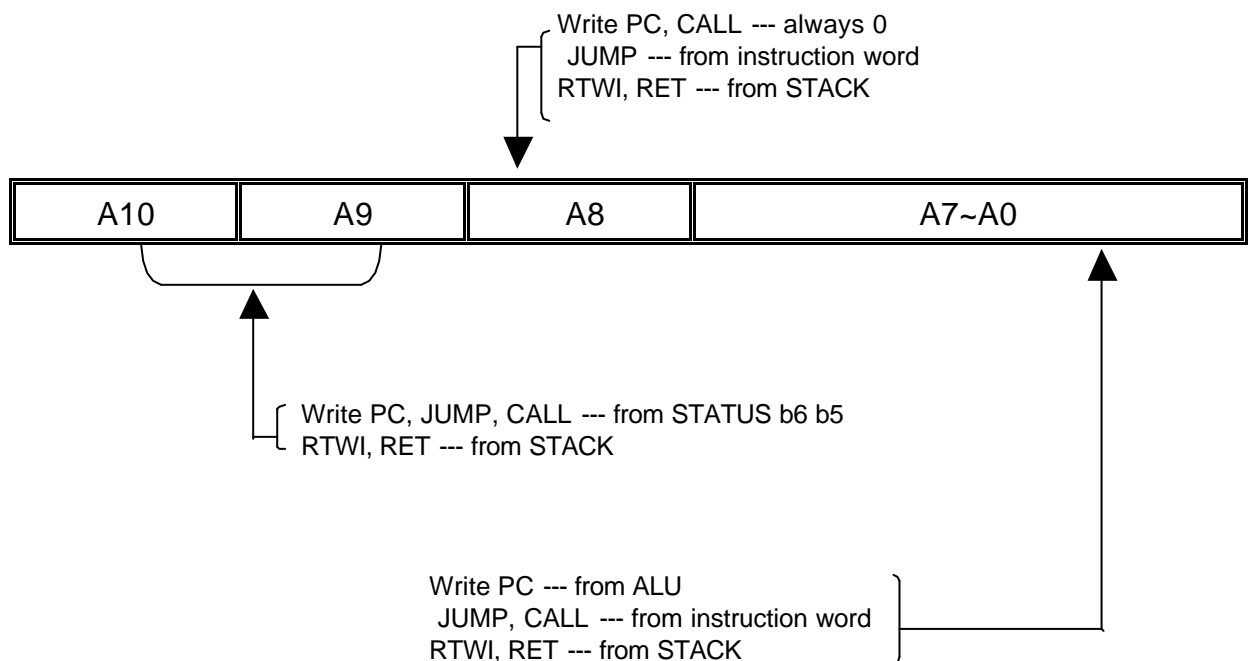 Write PC, CALL --- always 0
JUMP --- from instruction word
RTWI, RET --- from STACK
A10 A9 A8 A7~A0
Write PC, JUMP, CALL --- from STATUS b6 b5
RTWI, RET --- from STACK
Write PC --- from ALU
JUMP, CALL --- from instruction word
RTWI, RET --- from STACK